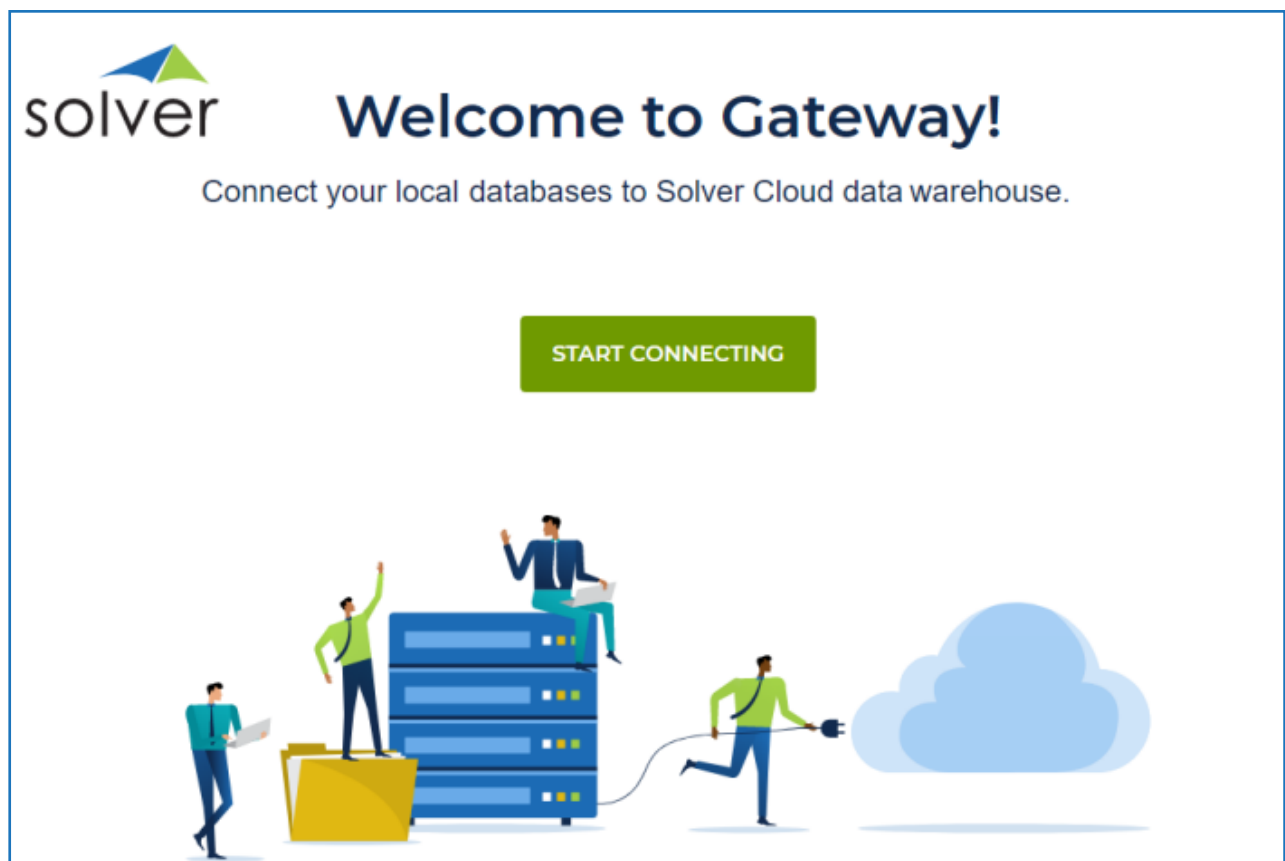 solver
Welcome to Gateway!
Connect your local databases to Solver Cloud data warehouse.
START CONNECTING